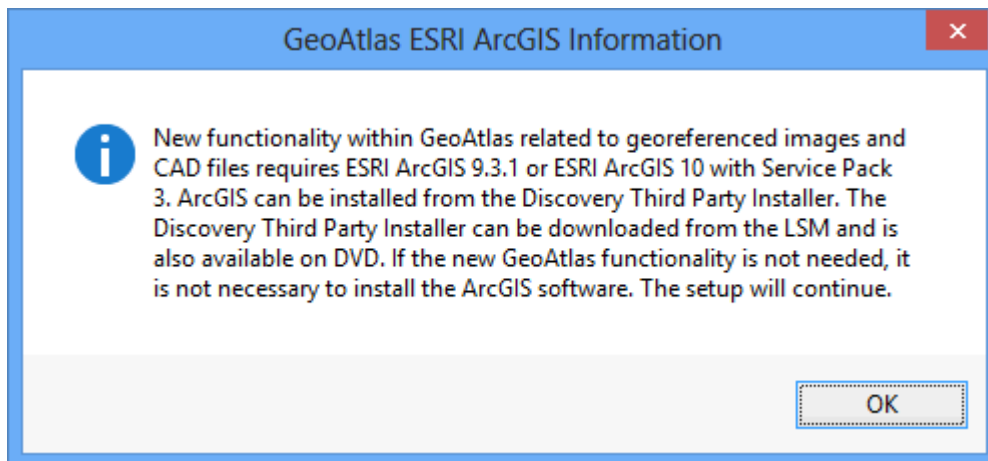 GeoAtlas ESRI ArcGIS Information
New functionality within GeoAtlas related to georeferenced images and
CAD files requires ESRI ArcGIS 9.3.1 or ESRI ArcGIS 10 with Service Pack
3. ArcGIS can be installed from the Discovery Third Party Installer. The
Discovery Third Party Installer can be downloaded from the LSM and is
also available on DVD. If the new GeoAtlas functionality is not needed, it
is not necessary to install the ArcGIS software. The setup will continue.
OK